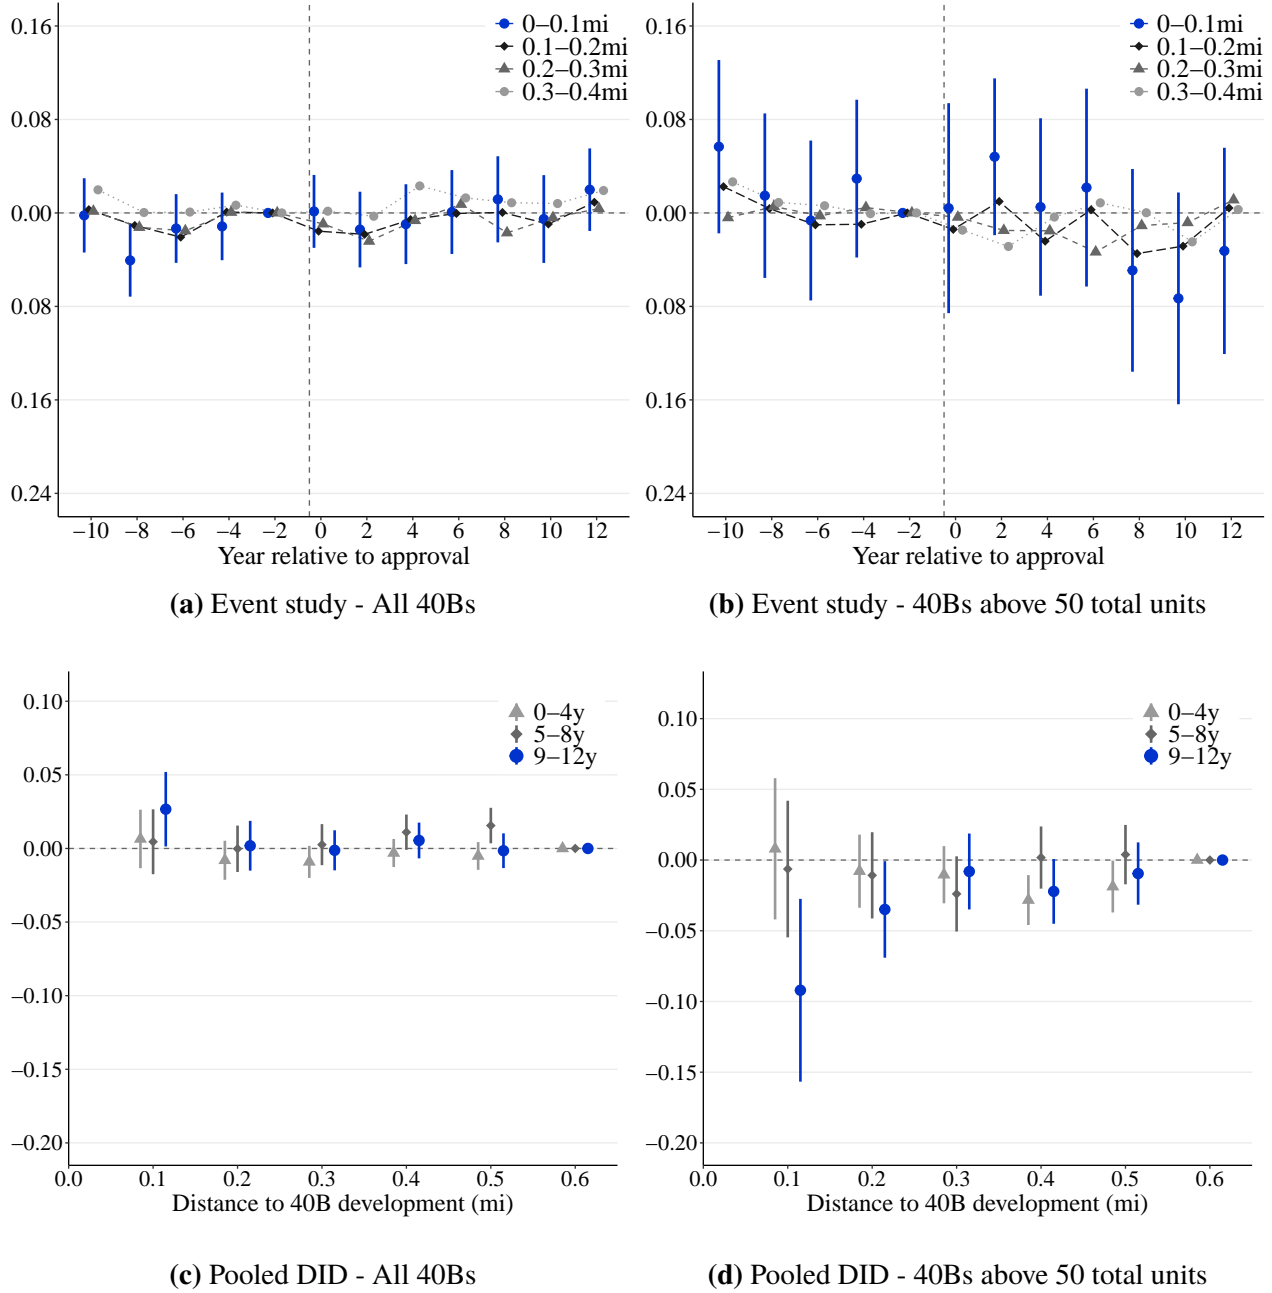 0.16
0.08
0.00
0.08
0.16
0.24
0–0.1mi
0.1–0.2mi
0.2–0.3mi
0.3–0.4mi
−10 −8 −6 −4 −2 0 2 4 6 8 10 12
Year relative to approval
(a) Event study - All 40Bs
0.16
0.08
0.00
0.08
0.16
0.24
0–0.1mi
0.1–0.2mi
0.2–0.3mi
0.3–0.4mi
−10 −8 −6 −4 −2 0 2 4 6 8 10 12
Year relative to approval
(b) Event study - 40Bs above 50 total units
0.10
0.05
0.00
−0.05
−0.10
−0.15
−0.20
0–4y
5–8y
9–12y
0.0 0.1 0.2 0.3 0.4 0.5 0.6
Distance to 40B development (mi)
(c) Pooled DID - All 40Bs
0.10
0.05
0.00
−0.05
−0.10
−0.15
−0.20
0–4y
5–8y
9–12y
0.0 0.1 0.2 0.3 0.4 0.5 0.6
Distance to 40B development (mi)
(d) Pooled DID - 40Bs above 50 total units